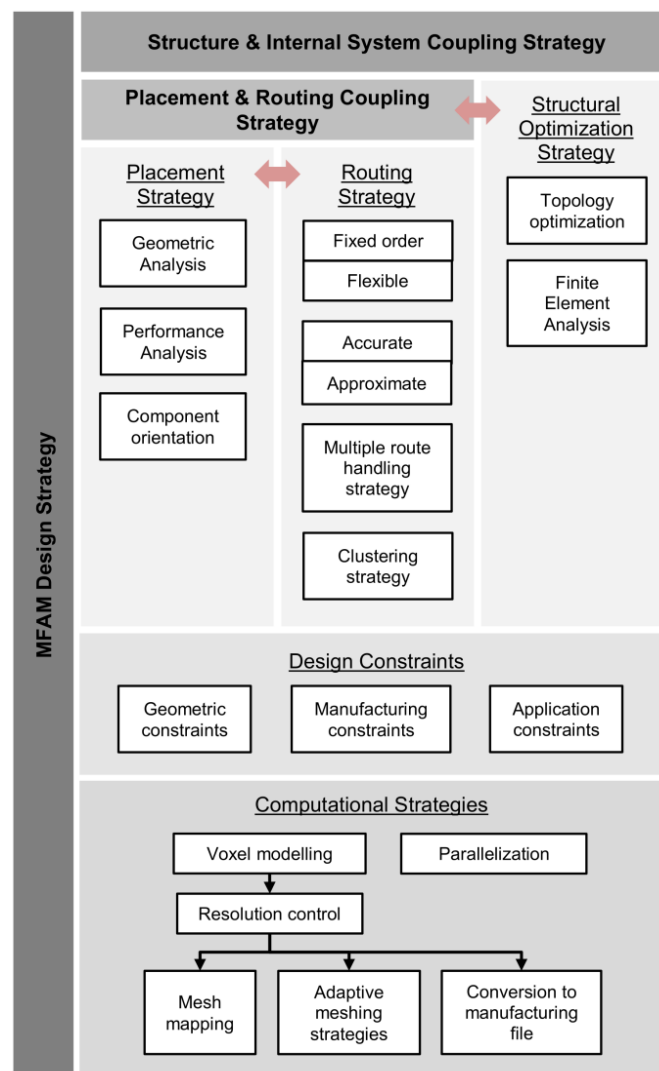 MFAM Design Strategy
Structure & Internal System Coupling Strategy
Placement & Routing Coupling
Strategy
Placement
Strategy
Geometric
Analysis
Performance
Analysis
Component
orientation
Routing
Strategy
Fixed order
Flexible
Accurate
Approximate
Multiple route
handling
strategy
Clustering
strategy
Structural
Optimization
Strategy
Topology
optimization
Finite
Element
Analysis
Design Constraints
Geometric
constraints
Manufacturing
constraints
Application
constraints
Computational Strategies
Voxel modelling
Parallelization
Resolution control
Mesh
mapping
Adaptive
meshing
strategies
Conversion to
manufacturing
file